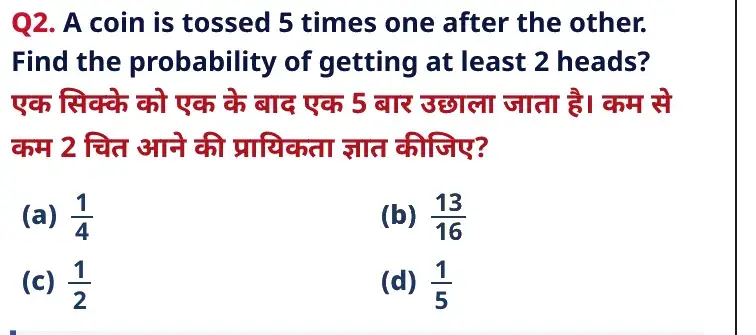 Q2. A coin is tossed 5 times one after the other.
Find the probability of getting at least 2 heads?
एक सिक्के को एक के बाद एक 5 बार उछाला जाता है। कम से
कम 2 चित आने की प्रायिकता ज्ञात कीजिए?
(a) 1/4 (b) 13/16
(c) 1/2 (d) 1/5